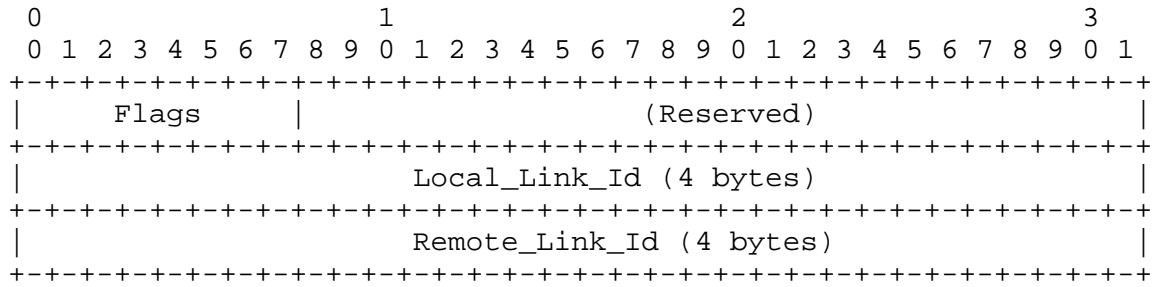 0                   1                   2                   3
 0 1 2 3 4 5 6 7 8 9 0 1 2 3 4 5 6 7 8 9 0 1 2 3 4 5 6 7 8 9 0 1
+-+-+-+-+-+-+-+-+-+-+-+-+-+-+-+-+-+-+-+-+-+-+-+-+-+-+-+-+-+-+-+-+
|     Flags     |                   (Reserved)                  |
+-+-+-+-+-+-+-+-+-+-+-+-+-+-+-+-+-+-+-+-+-+-+-+-+-+-+-+-+-+-+-+-+
|                     Local_Link_Id (4 bytes)                   |
+-+-+-+-+-+-+-+-+-+-+-+-+-+-+-+-+-+-+-+-+-+-+-+-+-+-+-+-+-+-+-+-+
|                     Remote_Link_Id (4 bytes)                  |
+-+-+-+-+-+-+-+-+-+-+-+-+-+-+-+-+-+-+-+-+-+-+-+-+-+-+-+-+-+-+-+-+